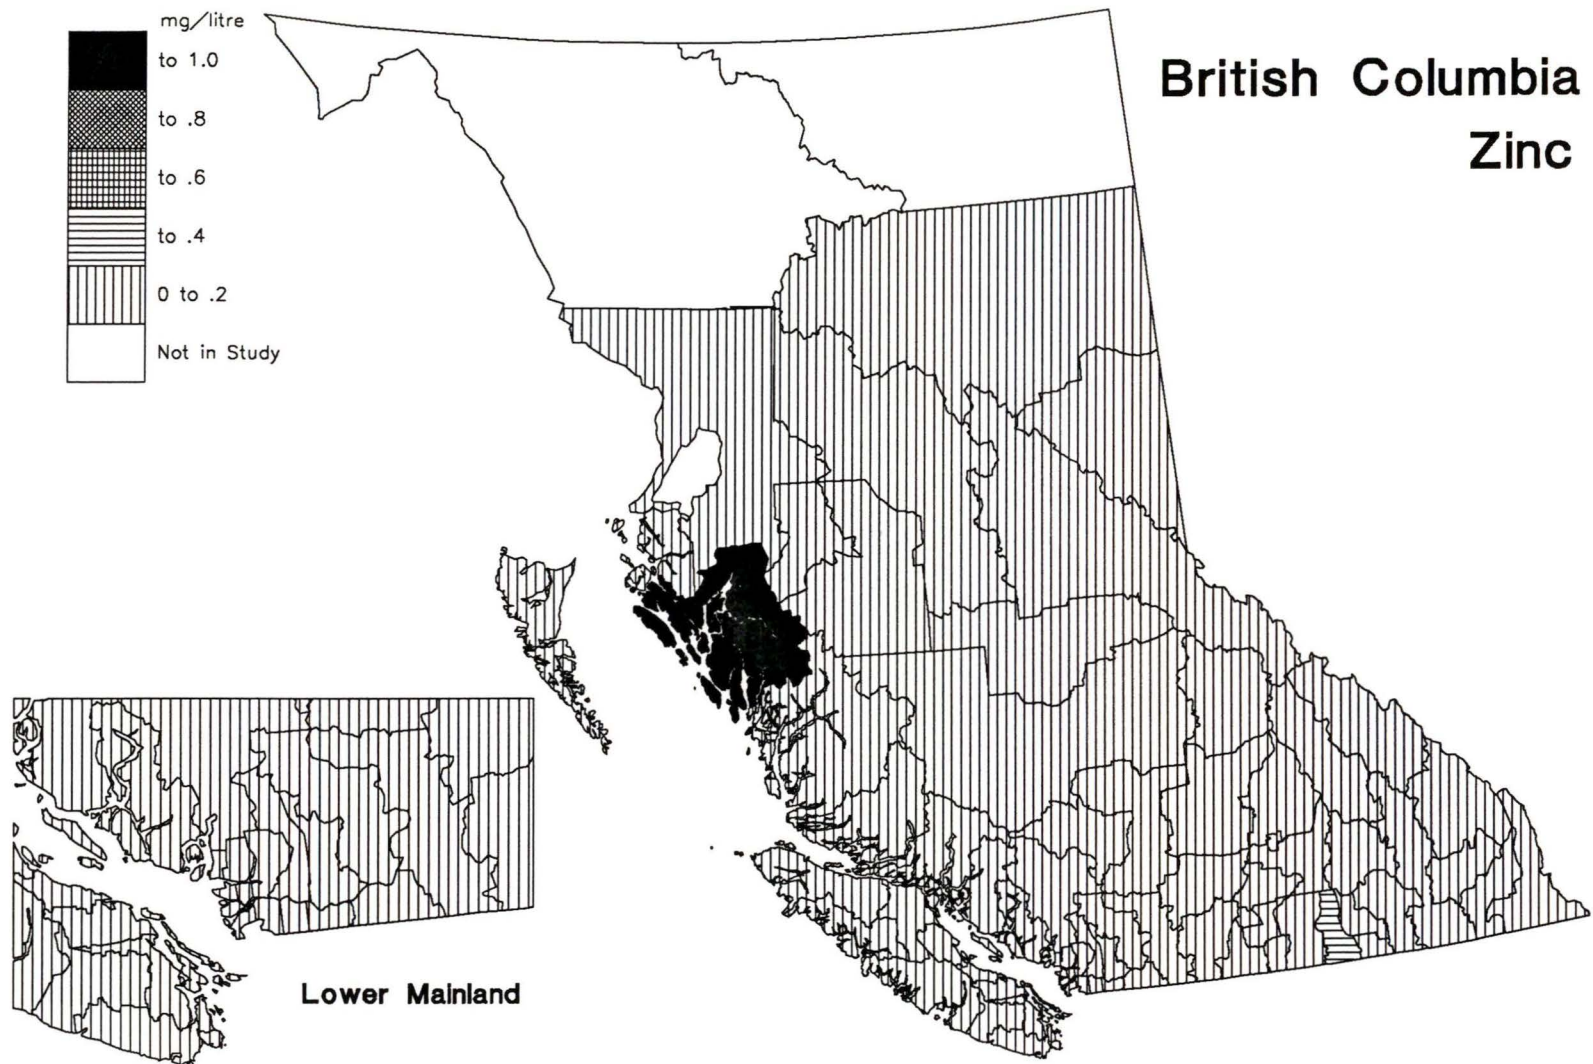 mg/litre
to 1.0
to .8
to .6
to .4
0 to .2
Not in Study
British Columbia
Zinc
Lower Mainland